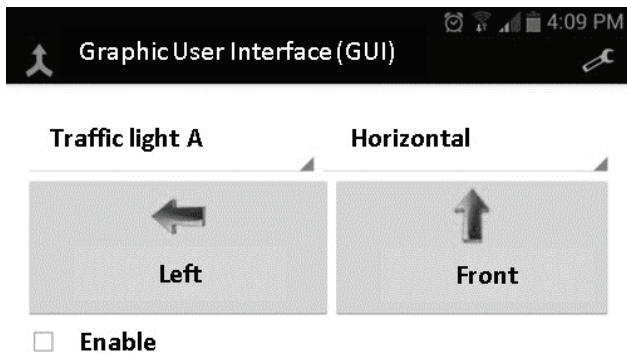 4:09 PM
Graphic User Interface (GUI)
Traffic light A Horizontal
Left Front
Enable